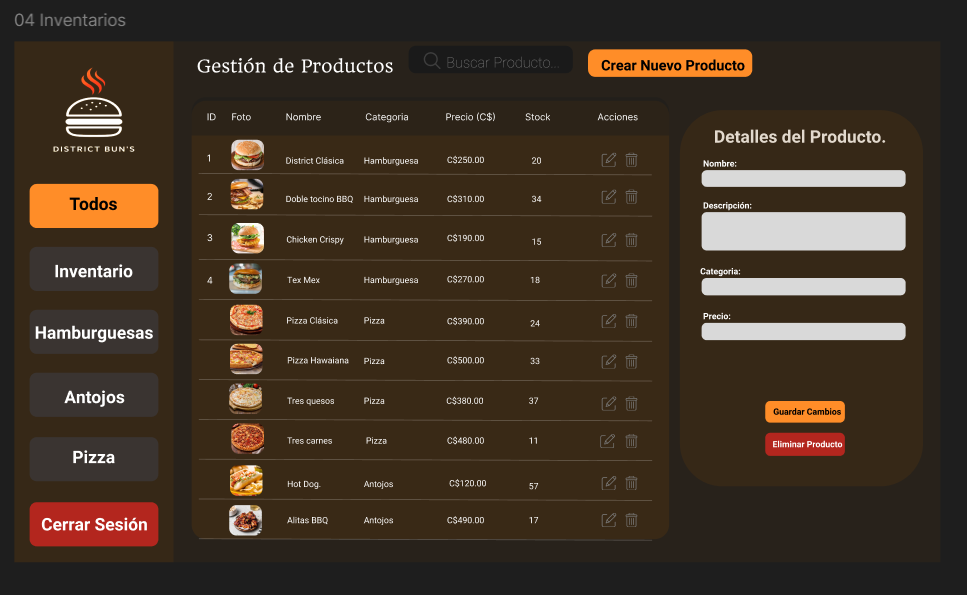 04 Inventarios
DISTRICT BUN'S
Todos
Inventario
Hamburguesas
Antojos
Pizza
Cerrar Sesión
Gestión de Productos
Buscar Producto...
Crear Nuevo Producto
ID Foto Nombre Categoria Precio (C$) Stock Acciones
1 District Clásica Hamburguesa C$250.00 20
2 Doble tocino BBQ Hamburguesa C$310.00 34
3 Chicken Crispy Hamburguesa C$190.00 15
4 Tex Mex Hamburguesa C$270.00 18
Pizza Clásica Pizza C$390.00 24
Pizza Hawaiana Pizza C$500.00 33
Tres quesos Pizza C$380.00 37
Tres carnes Pizza C$480.00 11
Hot Dog. Antojos C$120.00 57
Alitas BBQ Antojos C$490.00 17
Detalles del Producto.
Nombre:
Descripción:
Categoria:
Precio:
Guardar Cambios
Eliminar Producto